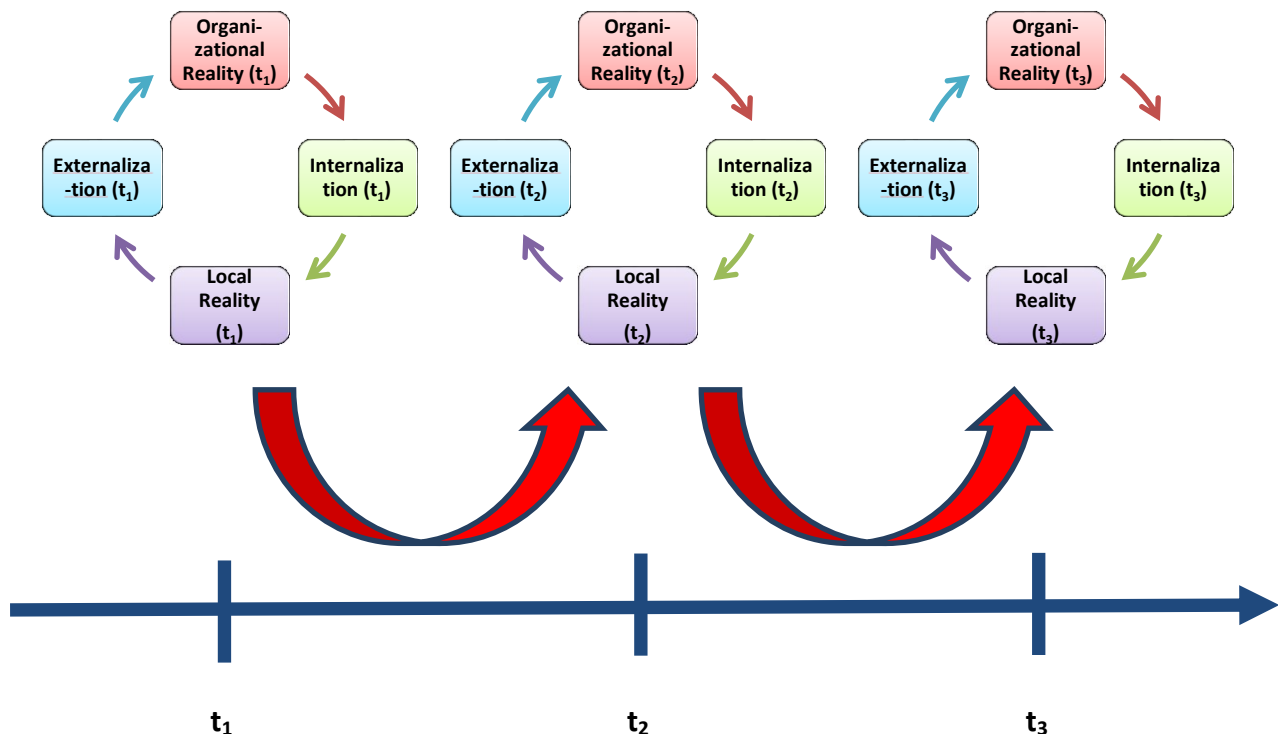 Organi-
zational
Reality (t₁)
Externaliza
-tion (t₁)
Internaliza
tion (t₁)
Local
Reality
(t₁)
Organi-
zational
Reality (t₂)
Externaliza
-tion (t₂)
Internaliza
tion (t₂)
Local
Reality
(t₂)
Organi-
zational
Reality (t₃)
Externaliza
-tion (t₃)
Internaliza
tion (t₃)
Local
Reality
(t₃)
t₁
t₂
t₃